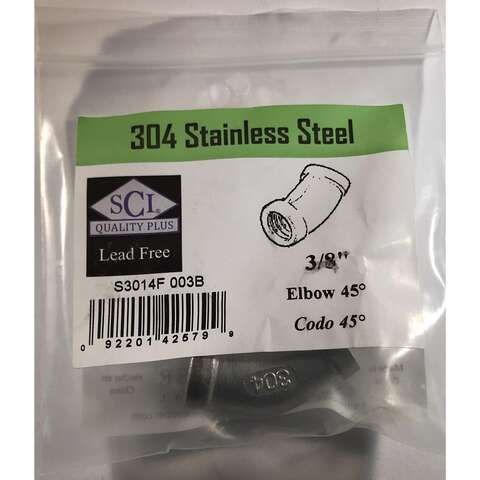 304 Stainless Steel
SCI
QUALITY PLUS
Lead Free
3/8"
S3014F 003B
Elbow 45°
Codo 45°
0 92201 42579 9
304